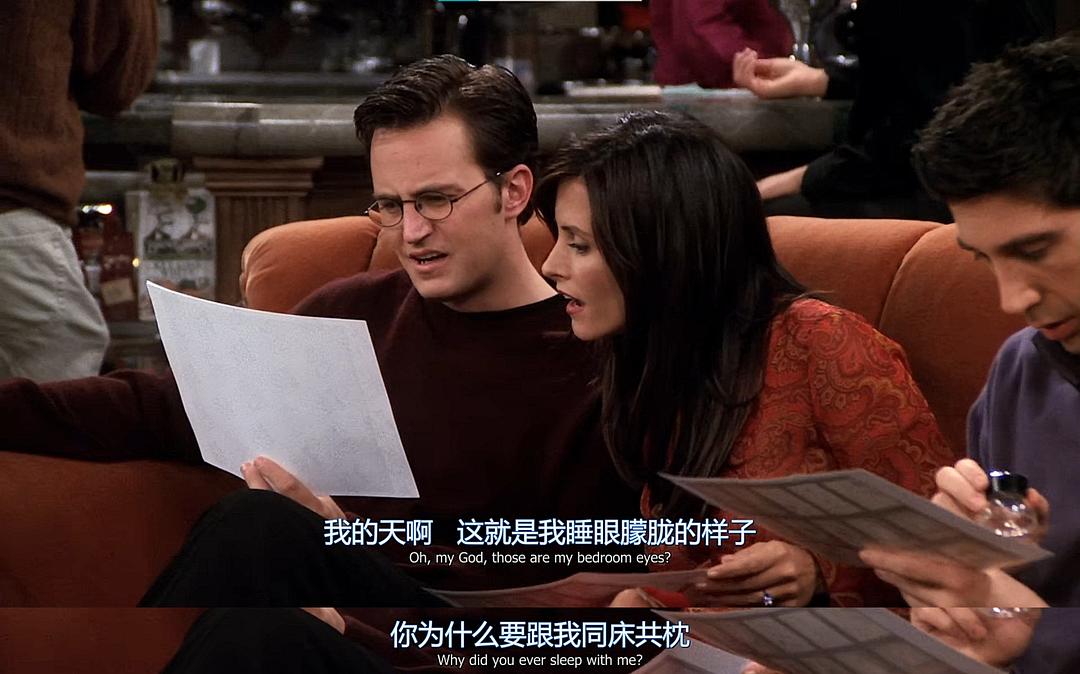 我的天啊 这就是我睡眼朦胧的样子
Oh, my God, those are my bedroom eyes?
你为什么要跟我同床共枕
Why did you ever sleep with me?